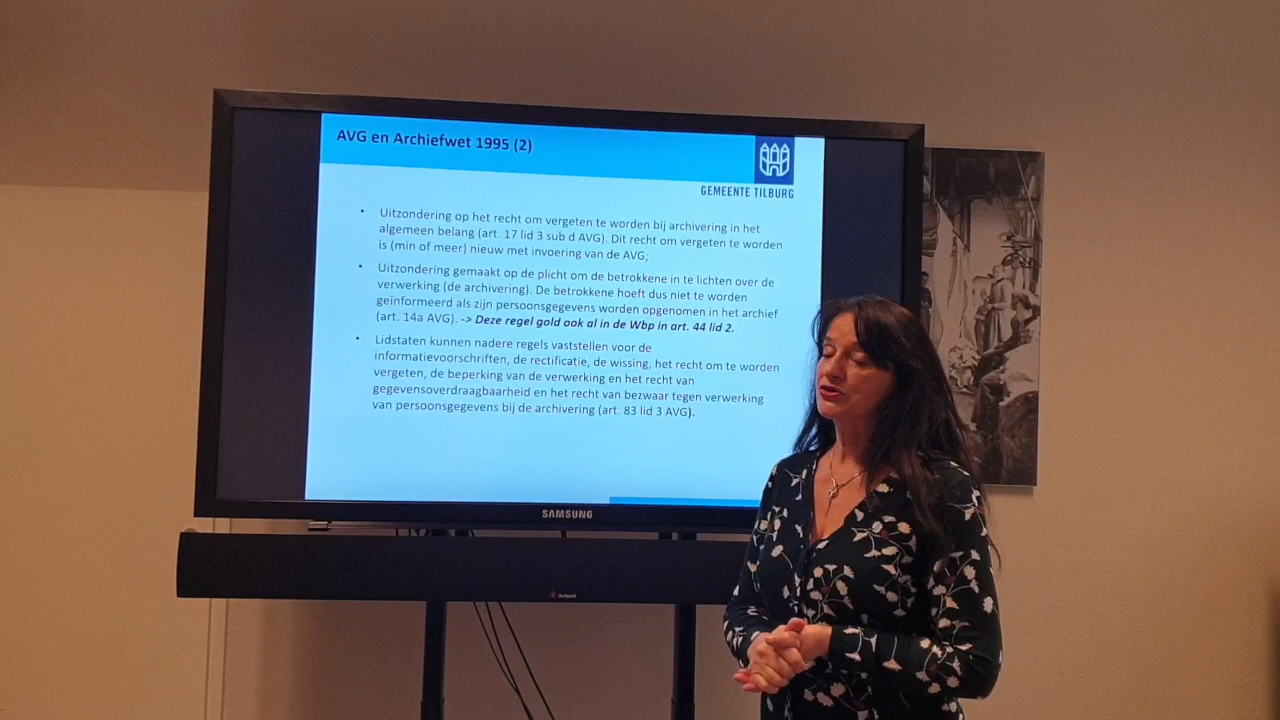 AVG en Archiefwet 1995 (2)
GEMEENTE TILBURG
• Uitzondering op het recht om vergeten te worden bij archivering in het
algemeen belang (art. 17 lid 3 sub d AVG). Dit recht om vergeten te worden
is (min of meer) nieuw met invoering van de AVG;
• Uitzondering gemaakt op de plicht om de betrokkene in te lichten over de
verwerking (de archivering). De betrokkene hoeft dus niet te worden
geïnformeerd als zijn persoonsgegevens worden opgenomen in het archief
(art. 14a AVG). -> Deze regel gold ook al in de Wbp in art. 44 lid 2.
• Lidstaten kunnen nadere regels vaststellen voor de
informatievoorschriften, de rectificatie, de wissing, het recht om te worden
vergeten, de beperking van de verwerking en het recht van
gegevensoverdraagbaarheid en het recht van bezwaar tegen verwerking
van persoonsgegevens bij de archivering (art. 83 lid 3 AVG).
SAMSUNG